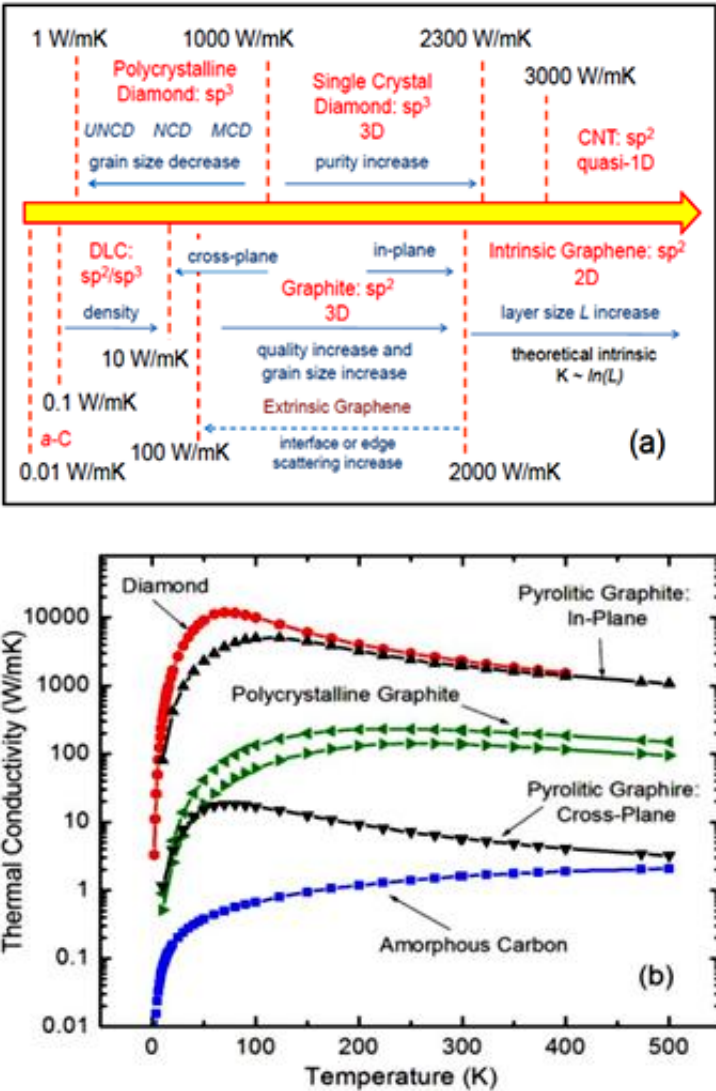 1 W/mK 1000 W/mK 2300 W/mK
3000 W/mK
Polycrystalline
Diamond: sp³
UNCD NCD MCD
grain size decrease
Single Crystal
Diamond: sp³
3D
purity increase
CNT: sp²
quasi-1D
DLC:
sp²/sp³
density
cross-plane
in-plane
Graphite: sp²
3D
quality increase and
grain size increase
Intrinsic Graphene: sp²
2D
layer size L increase
theoretical intrinsic
K ~ ln(L)
10 W/mK
0.1 W/mK
Extrinsic Graphene
interface or edge
scattering increase
a-C
0.01 W/mK
100 W/mK
2000 W/mK
(a)
Thermal Conductivity (W/mK)
10000
1000
100
10
1
0.1
0.01
Diamond
Pyrolitic Graphite:
In-Plane
Polycrystalline Graphite
Pyrolitic Graphire:
Cross-Plane
Amorphous Carbon
(b)
0 100 200 300 400 500
Temperature (K)